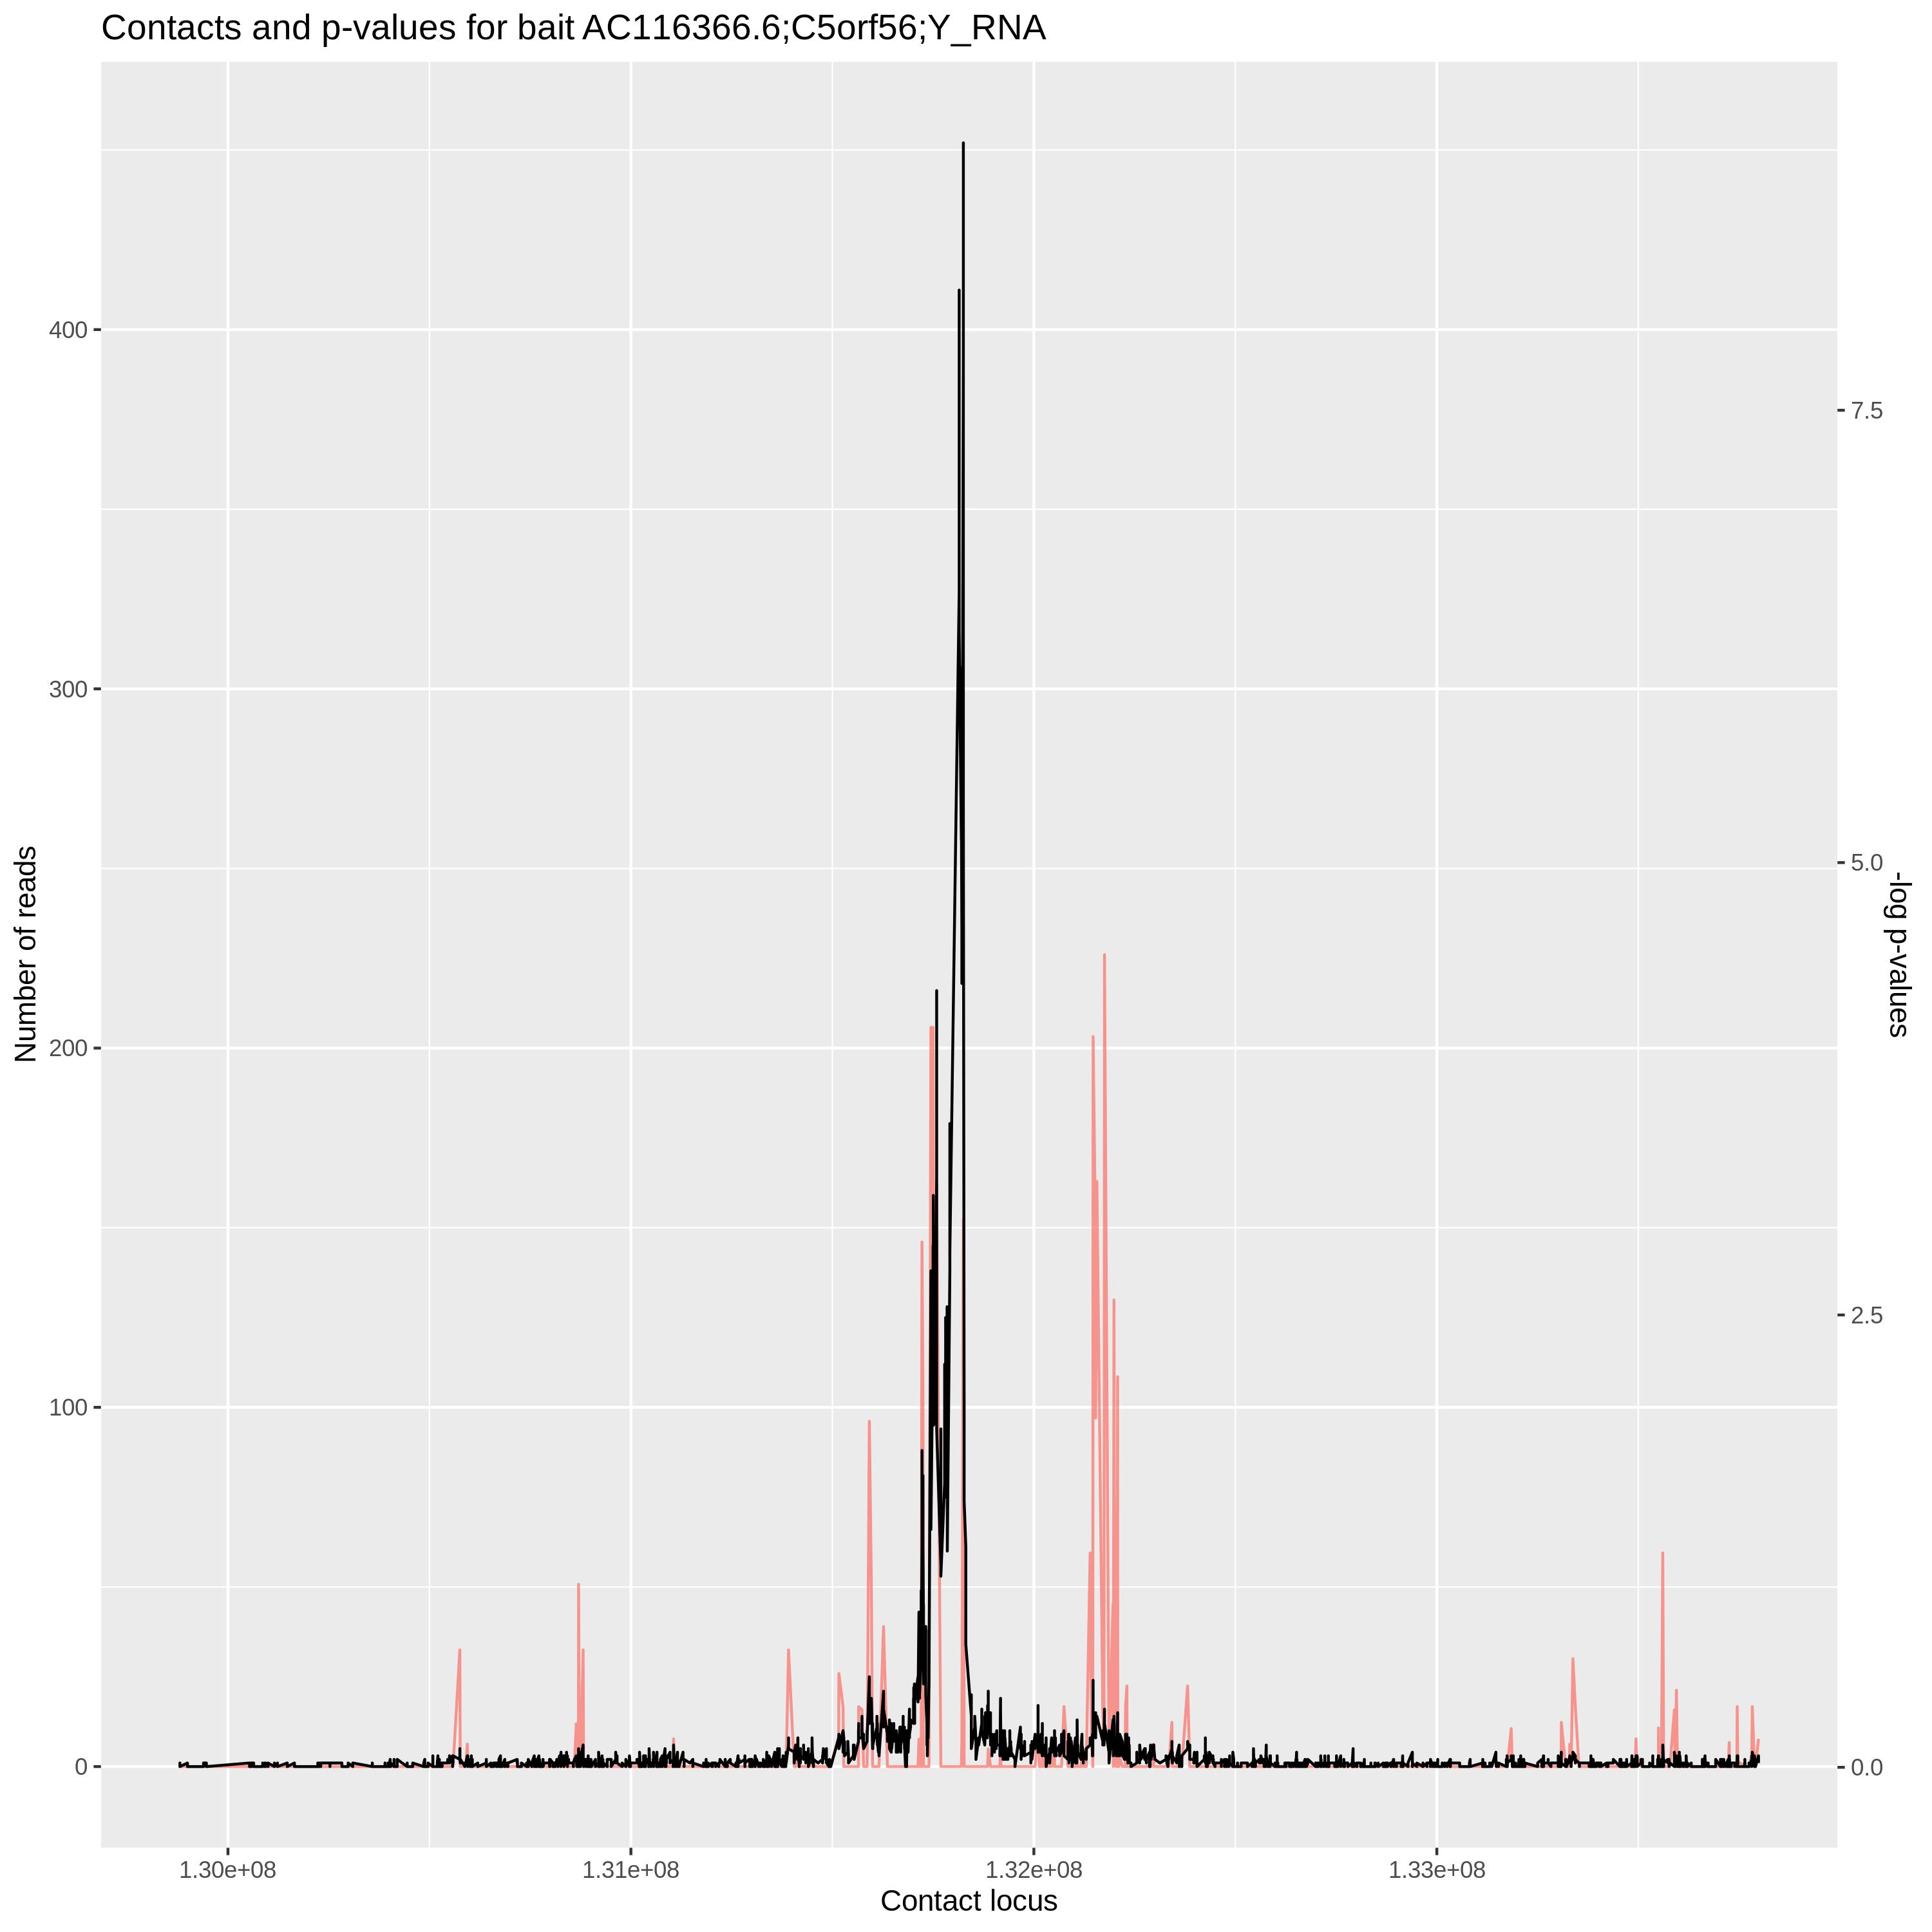 Contacts and p-values for bait AC116366.6;C5orf56;Y_RNA
Number of reads
400
300
200
100
0
7.5
5.0
2.5
0.0
-log p-values
1.30e+08
1.31e+08
1.32e+08
1.33e+08
Contact locus